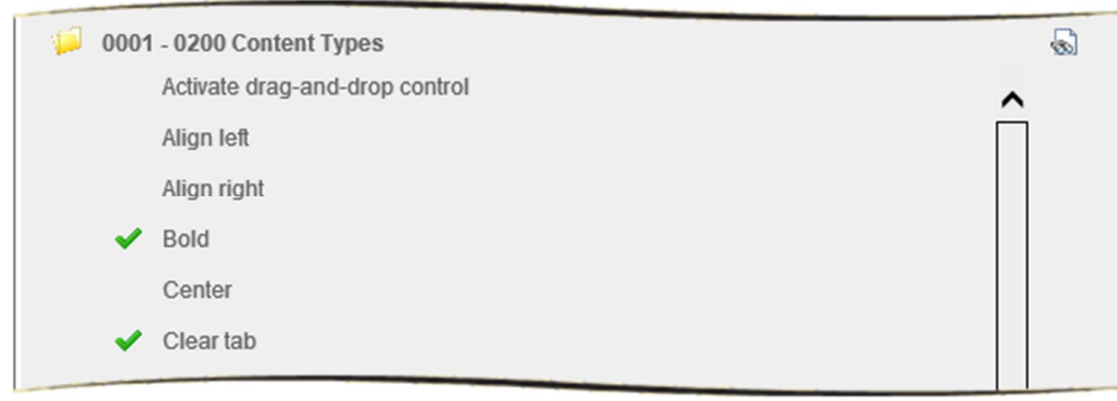 0001 - 0200 Content Types
Activate drag-and-drop control
Align left
Align right
Bold
Center
Clear tab